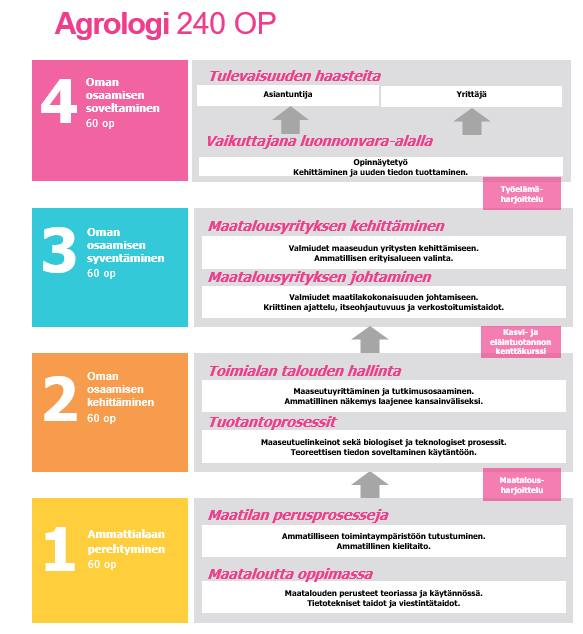 Agrologi 240 OP
4
Oman
osaamisen
soveltaminen
60 op
Tulevaisuuden haasteita
Asiantuntija
Yrittäjä
Vaikuttajana luonnonvara-alalla
Opinnäytetyö
Kehittäminen ja uuden tiedon tuottaminen.
Työelämä-
harjoittelu
3
Oman
osaamisen
syventäminen
60 op
Maatalousyrityksen kehittäminen
Valmiudet maaseudun yritysten kehittämiseen.
Ammatillisen erityisalueen valinta.
Maatalousyrityksen johtaminen
Valmiudet maatilakokonaisuuden johtamiseen.
Kriittinen ajattelu, itseohjautuvuus ja verkostoitumistaidot.
Kasvi- ja
eläintuotannon
kenttäkurssi
2
Oman
osaamisen
kehittäminen
60 op
Toimialan talouden hallinta
Maaseutuyrittäminen ja tutkimusosaaminen.
Ammatillinen näkemys laajenee kansainväliseksi.
Tuotantoprosessit
Maaseutuelinkeinot sekä biologiset ja teknologiset prosessit.
Teoreettisen tiedon soveltaminen käytäntöön.
Maatalous-
harjoittelu
1
Ammattialaan
perehtyminen
60 op
Maatilan perusprosesseja
Ammatilliseen toimintaympäristöön tutustuminen.
Ammatillinen kielitaito.
Maataloutta oppimassa
Maatalouden perusteet teoriassa ja käytännössä.
Tietotekniset taidot ja viestintätaidot.